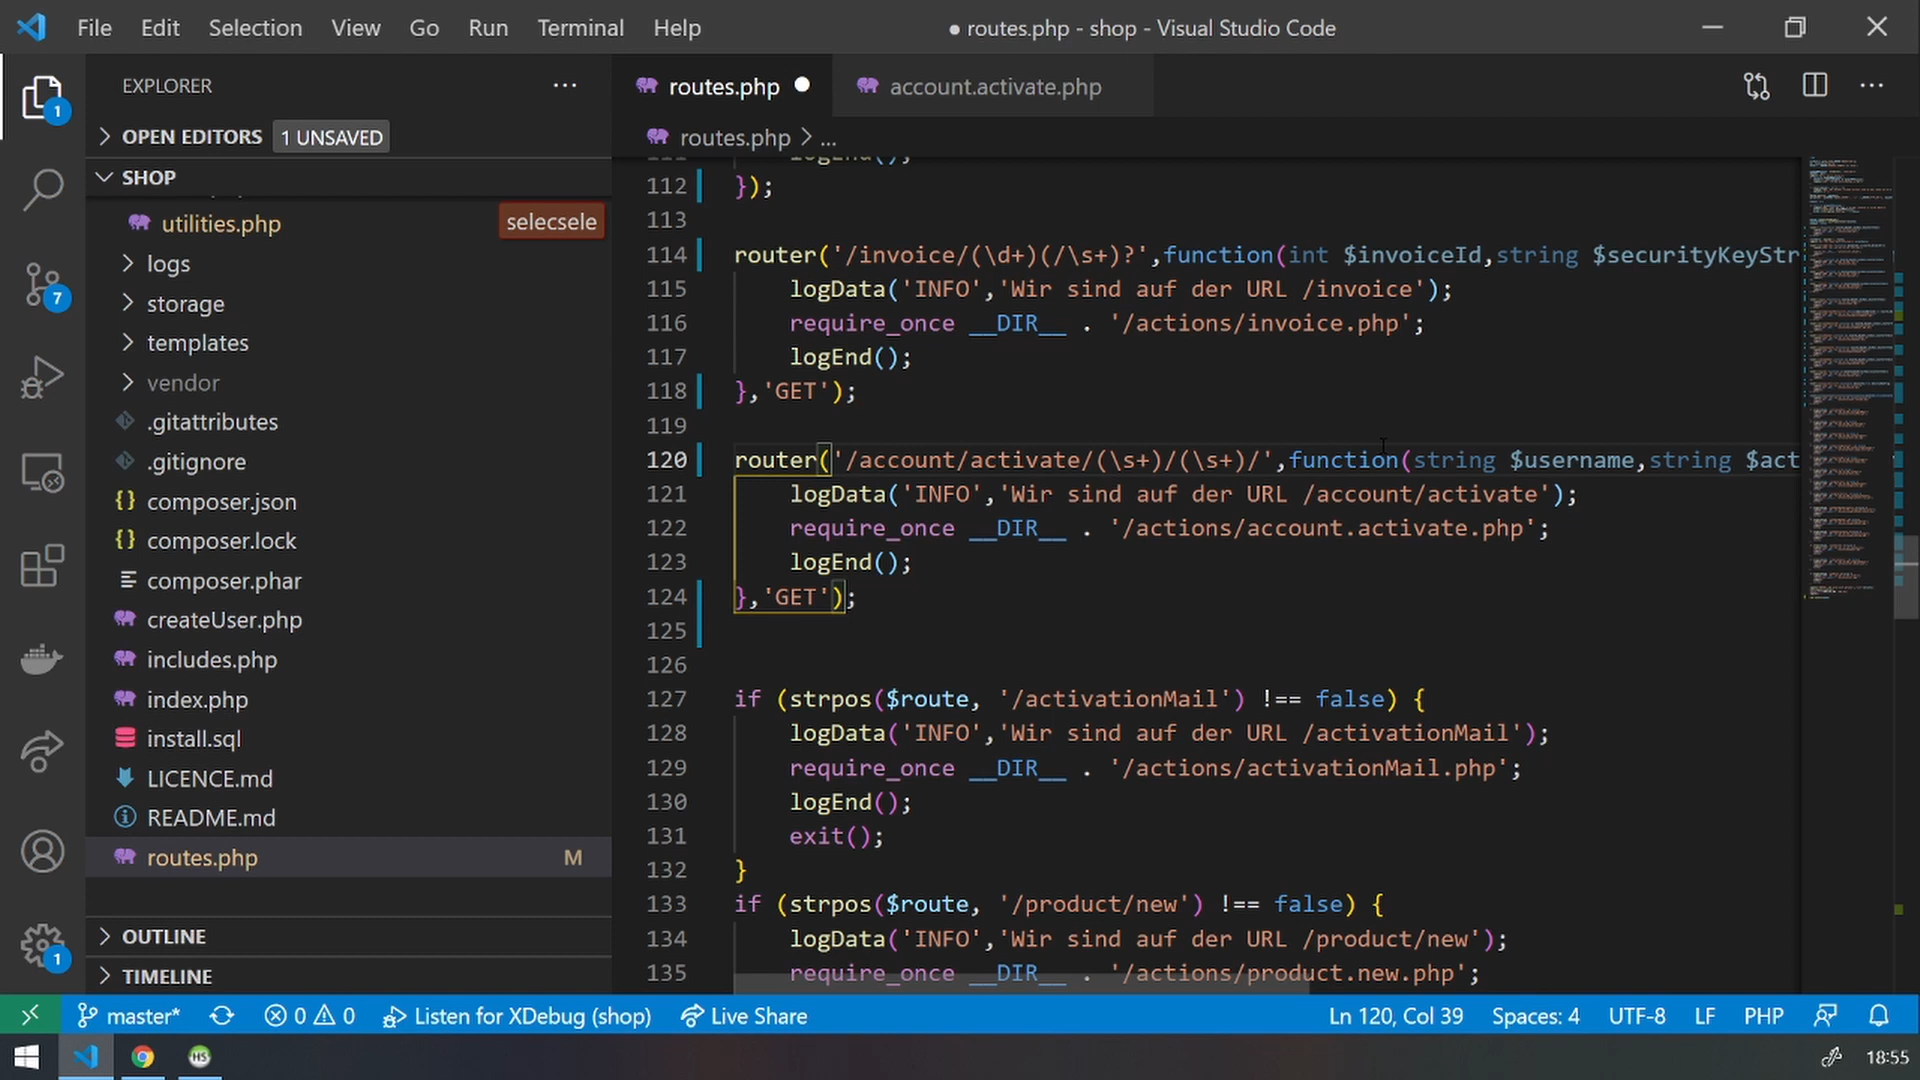 File Edit Selection View Go Run Terminal Help
● routes.php - shop - Visual Studio Code
EXPLORER
1
OPEN EDITORS 1 UNSAVED
SHOP
utilities.php selecsele
logs
7
storage
templates
vendor
.gitattributes
.gitignore
composer.json
composer.lock
composer.phar
createUser.php
includes.php
index.php
install.sql
LICENCE.md
README.md
routes.php M
OUTLINE
1
TIMELINE
routes.php ● account.activate.php
routes.php > ...
111 logEnd();
112 });
113
114 router('/invoice/(\d+)(/\s+)?',function(int $invoiceId,string $securityKeyStr
115 logData('INFO','Wir sind auf der URL /invoice');
116 require_once __DIR__ . '/actions/invoice.php';
117 logEnd();
118 },'GET');
119
120 router('/account/activate/(\s+)/(\s+)/',function(string $username,string $act
121 logData('INFO','Wir sind auf der URL /account/activate');
122 require_once __DIR__ . '/actions/account.activate.php';
123 logEnd();
124 },'GET');
125
126
127 if (strpos($route, '/activationMail') !== false) {
128 logData('INFO','Wir sind auf der URL /activationMail');
129 require_once __DIR__ . '/actions/activationMail.php';
130 logEnd();
131 exit();
132 }
133 if (strpos($route, '/product/new') !== false) {
134 logData('INFO','Wir sind auf der URL /product/new');
135 require_once __DIR__ . '/actions/product.new.php';
master* 0 0 Listen for XDebug (shop) Live Share Ln 120, Col 39 Spaces: 4 UTF-8 LF PHP
HS 18:55